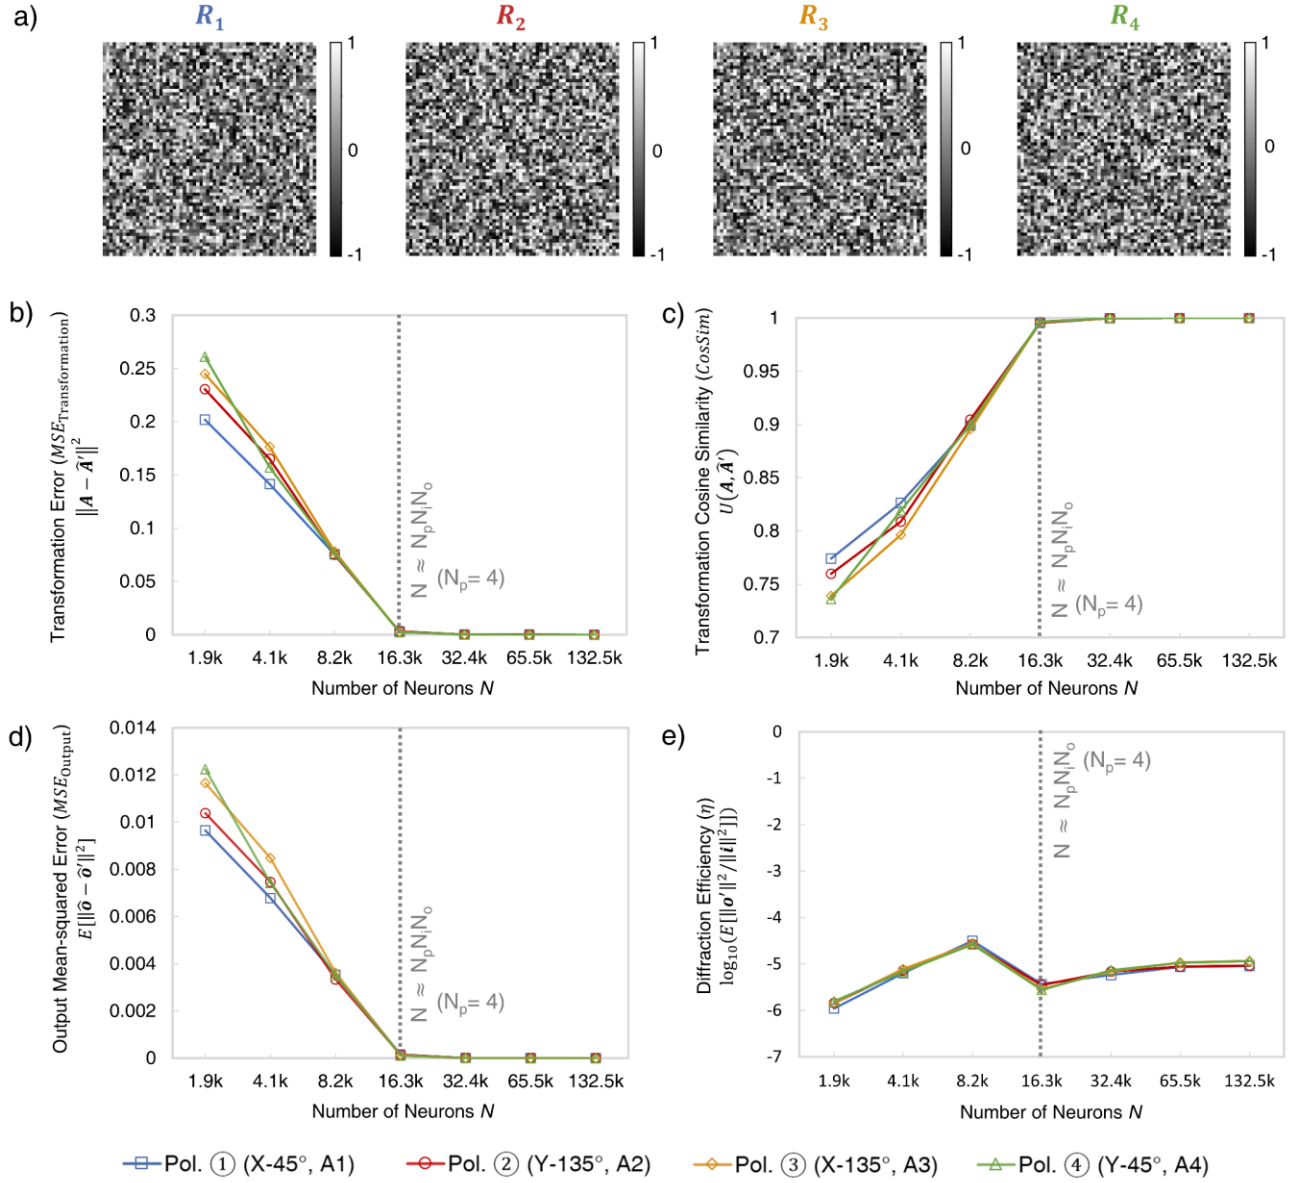 a)
R1
R2
R3
R4
1
0
-1
1
0
-1
1
0
-1
1
0
-1
b)
Transformation Error (MSE_Transformation)
‖A − Â′‖²
0.3
0.25
0.2
0.15
0.1
0.05
0
N ≈ NpNiNo
(Np= 4)
1.9k 4.1k 8.2k 16.3k 32.4k 65.5k 132.5k
Number of Neurons N
c)
Transformation Cosine Similarity (CosSim)
U(A, Â′)
1
0.95
0.9
0.85
0.8
0.75
0.7
N ≈ NpNiNo
(Np= 4)
1.9k 4.1k 8.2k 16.3k 32.4k 65.5k 132.5k
Number of Neurons N
d)
Output Mean-squared Error (MSE_Output)
E[‖ô − ô′‖²]
0.014
0.012
0.01
0.008
0.006
0.004
0.002
0
N ≈ NpNiNo
(Np= 4)
1.9k 4.1k 8.2k 16.3k 32.4k 65.5k 132.5k
Number of Neurons N
e)
Diffraction Efficiency (η)
log10(E[‖o′‖²/‖i‖²]])
0
-1
-2
-3
-4
-5
-6
-7
N ≈ NpNiNo
(Np= 4)
1.9k 4.1k 8.2k 16.3k 32.4k 65.5k 132.5k
Number of Neurons N
Pol. ① (X-45°, A1)
Pol. ② (Y-135°, A2)
Pol. ③ (X-135°, A3)
Pol. ④ (Y-45°, A4)